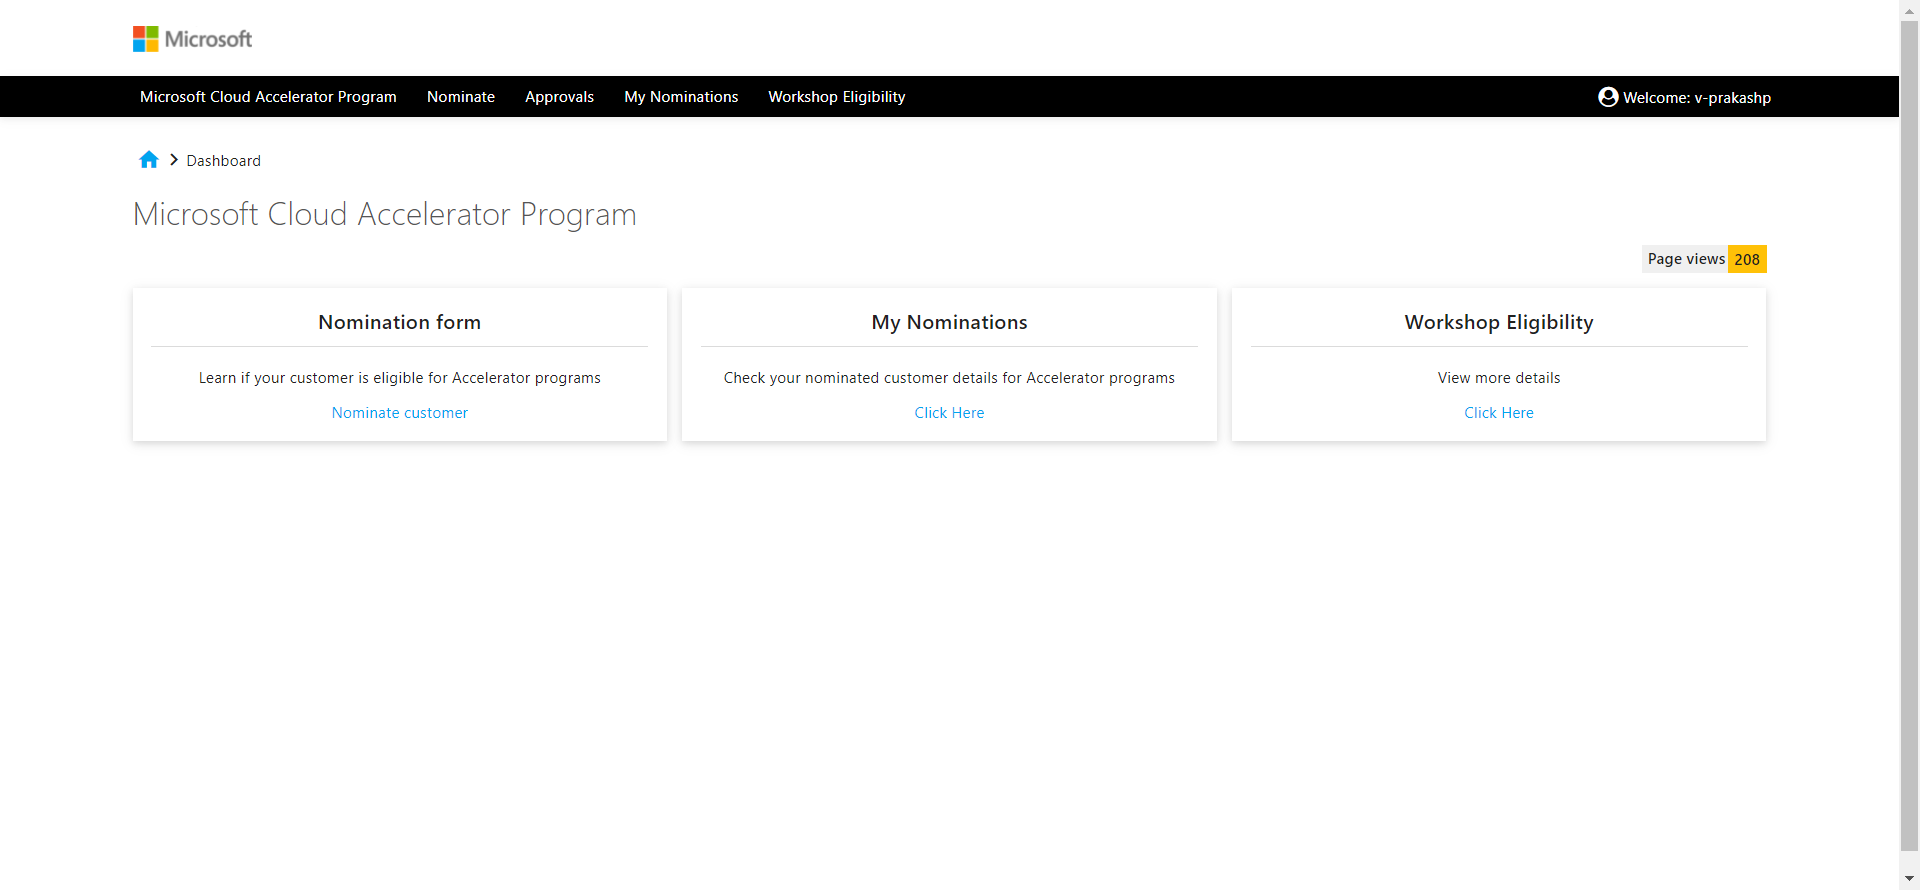 Microsoft
Microsoft Cloud Accelerator Program Nominate Approvals My Nominations Workshop Eligibility Welcome: v-prakashp
Dashboard
Microsoft Cloud Accelerator Program
Page views 208
Nomination form
Learn if your customer is eligible for Accelerator programs
Nominate customer
My Nominations
Check your nominated customer details for Accelerator programs
Click Here
Workshop Eligibility
View more details
Click Here